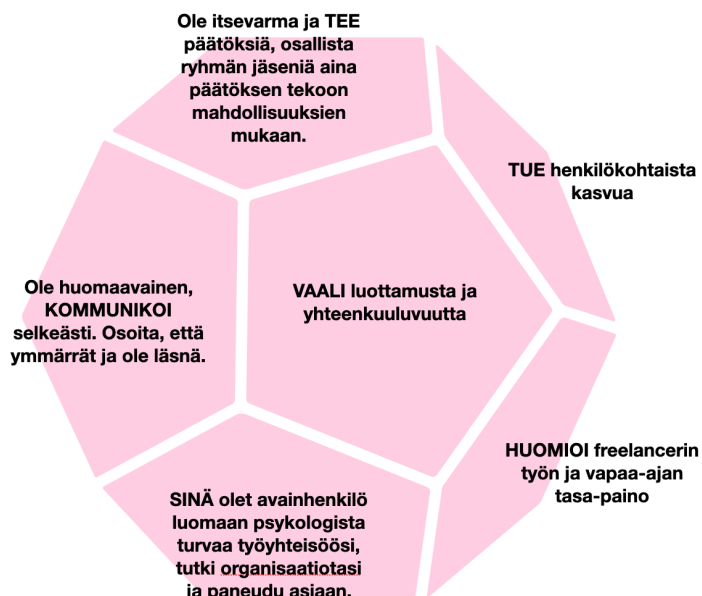 Ole itsevarma ja TEE
päätöksiä, osallista
ryhmän jäseniä aina
päätöksen tekoon
mahdollisuuksien
mukaan.
TUE henkilökohtaista
kasvua
Ole huomaavainen,
KOMMUNIKOI
selkeästi. Osoita, että
ymmärrät ja ole läsnä.
VAALI luottamusta ja
yhteenkuuluvuutta
HUOMIOI freelancerin
työn ja vapaa-ajan
tasa-paino
SINÄ olet avainhenkilö
luomaan psykologista
turvaa työyhteisöösi,
tutki organisaatiotasi
ja paneudu asiaan.